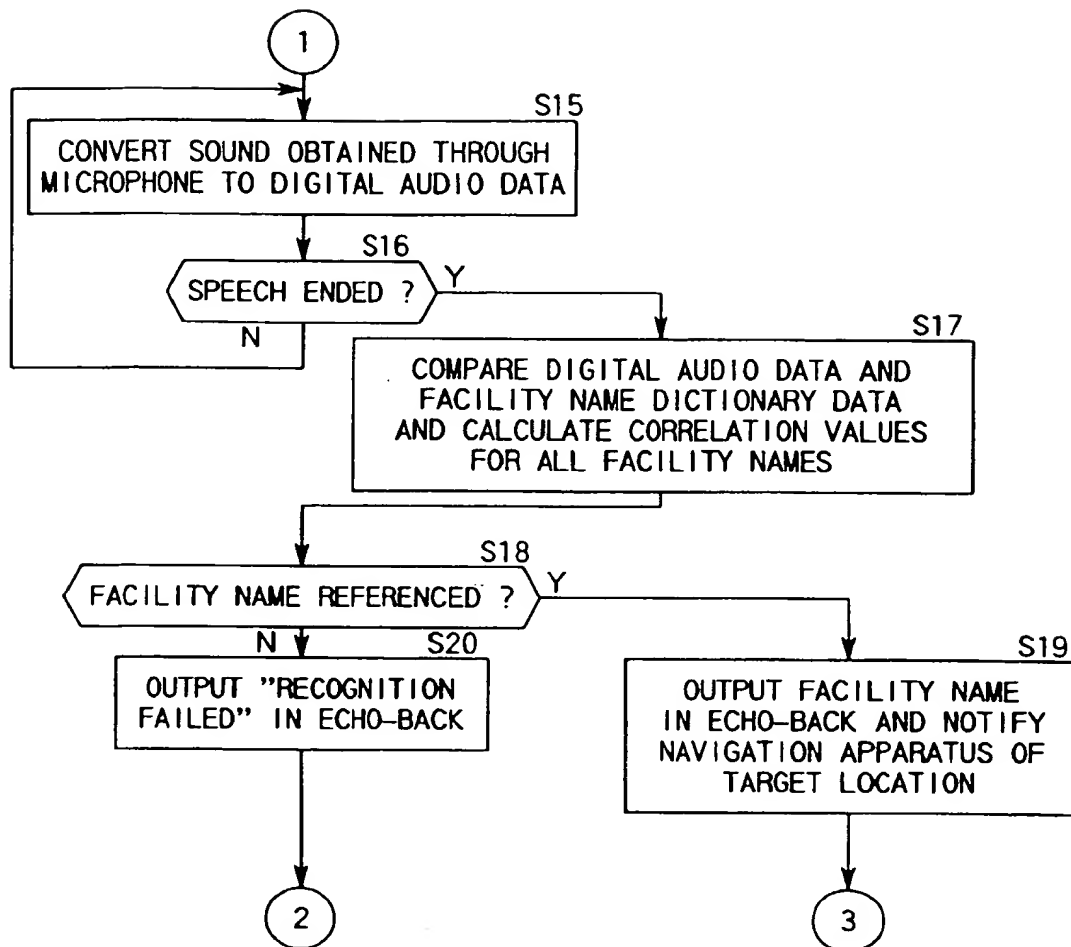 1
S15
CONVERT SOUND OBTAINED THROUGH
MICROPHONE TO DIGITAL AUDIO DATA
S16
SPEECH ENDED ?
Y
N
S17
COMPARE DIGITAL AUDIO DATA AND
FACILITY NAME DICTIONARY DATA
AND CALCULATE CORRELATION VALUES
FOR ALL FACILITY NAMES
S18
FACILITY NAME REFERENCED ?
Y
N
S20
OUTPUT "RECOGNITION
FAILED" IN ECHO-BACK
S19
OUTPUT FACILITY NAME
IN ECHO-BACK AND NOTIFY
NAVIGATION APPARATUS OF
TARGET LOCATION
2
3